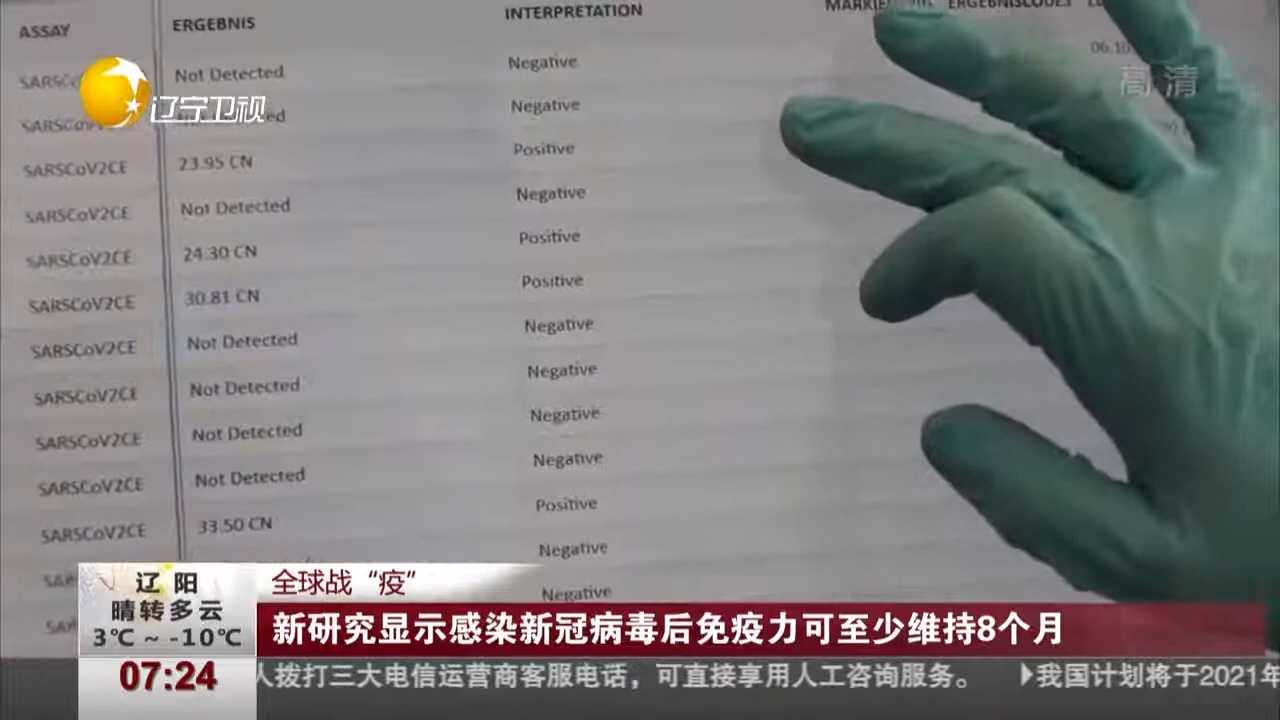 ASSAY ERGEBNIS INTERPRETATION ERGEBNISCODES
Not Detected Negative 06.10
辽宁卫视 高清
Negative
SARSCoV2CE 23.95 CN Positive
SARSCoV2CE Not Detected Negative
SARSCoV2CE 24.30 CN Positive
SARSCoV2CE 30.81 CN Positive
SARSCoV2CE Not Detected Negative
SARSCoV2CE Not Detected Negative
SARSCoV2CE Not Detected Negative
SARSCoV2CE Not Detected Negative
SARSCoV2CE 33.50 CN Positive
Negative
Negative
辽 阳
晴转多云
3℃ ~ -10℃
07:24
全球战“疫”
新研究显示感染新冠病毒后免疫力可至少维持8个月
人拨打三大电信运营商客服电话，可直接享用人工咨询服务。 我国计划将于2021年